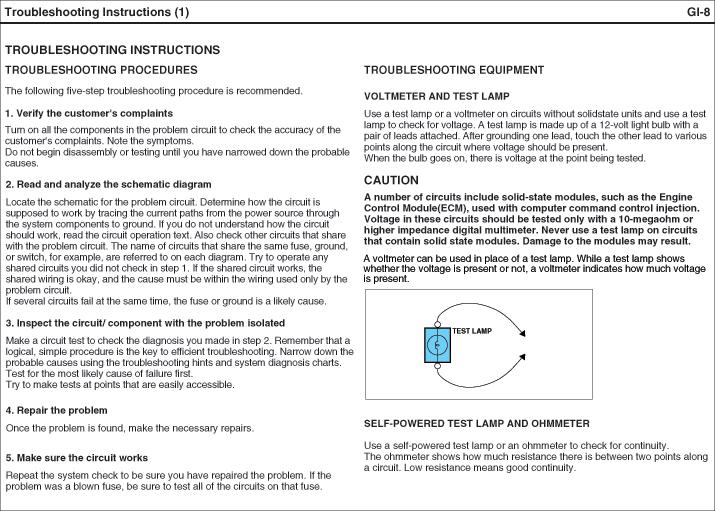 Troubleshooting Instructions (1)
GI-8
TROUBLESHOOTING INSTRUCTIONS
TROUBLESHOOTING PROCEDURES
The following five-step troubleshooting procedure is recommended.
1. Verify the customer's complaints
Turn on all the components in the problem circuit to check the accuracy of the
customer's complaints. Note the symptoms.
Do not begin disassembly or testing until you have narrowed down the probable
causes.
2. Read and analyze the schematic diagram
Locate the schematic for the problem circuit. Determine how the circuit is
supposed to work by tracing the current paths from the power source through
the system components to ground. If you do not understand how the circuit
should work, read the circuit operation text. Also check other circuits that share
with the problem circuit. The name of circuits that share the same fuse, ground,
or switch, for example, are referred to on each diagram. Try to operate any
shared circuits you did not check in step 1. If the shared circuit works, the
shared wiring is okay, and the cause must be within the wiring used only by the
problem circuit.
If several circuits fail at the same time, the fuse or ground is a likely cause.
3. Inspect the circuit/ component with the problem isolated
Make a circuit test to check the diagnosis you made in step 2. Remember that a
logical, simple procedure is the key to efficient troubleshooting. Narrow down the
probable causes using the troubleshooting hints and system diagnosis charts.
Test for the most likely cause of failure first.
Try to make tests at points that are easily accessible.
4. Repair the problem
Once the problem is found, make the necessary repairs.
5. Make sure the circuit works
Repeat the system check to be sure you have repaired the problem. If the
problem was a blown fuse, be sure to test all of the circuits on that fuse.
TROUBLESHOOTING EQUIPMENT
VOLTMETER AND TEST LAMP
Use a test lamp or a voltmeter on circuits without solidstate units and use a test
lamp to check for voltage. A test lamp is made up of a 12-volt light bulb with a
pair of leads attached. After grounding one lead, touch the other lead to various
points along the circuit where voltage should be present.
When the bulb goes on, there is voltage at the point being tested.
CAUTION
A number of circuits include solid-state modules, such as the Engine
Control Module(ECM), used with computer command control injection.
Voltage in these circuits should be tested only with a 10-megaohm or
higher impedance digital multimeter. Never use a test lamp on circuits
that contain solid state modules. Damage to the modules may result.
A voltmeter can be used in place of a test lamp. While a test lamp shows
whether the voltage is present or not, a voltmeter indicates how much voltage
is present.
TEST LAMP
SELF-POWERED TEST LAMP AND OHMMETER
Use a self-powered test lamp or an ohmmeter to check for continuity.
The ohmmeter shows how much resistance there is between two points along
a circuit. Low resistance means good continuity.